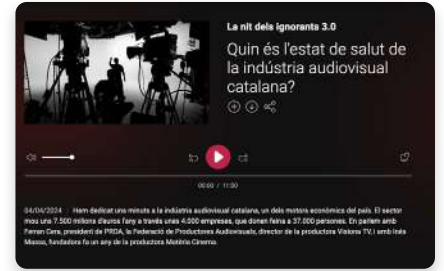 La nit dels ignorants 3.0
Quin és l'estat de salut de
la indústria audiovisual
catalana?
00:00 / 11:30
04/04/2024 Hem dedicat uns minuts a la indústria audiovisual catalana, un dels motors econòmics del país. El sector
mou uns 7.500 milions d'euros l'any a través unes 4.000 empreses, que donen feina a 37.000 persones. En parlem amb
Ferran Cera, president de PROA, la Federació de Productores Audiovisuals, director de la productora Visiona TV, i amb Inés
Massa, fundadora fa un any de la productora Matèria Cinema.